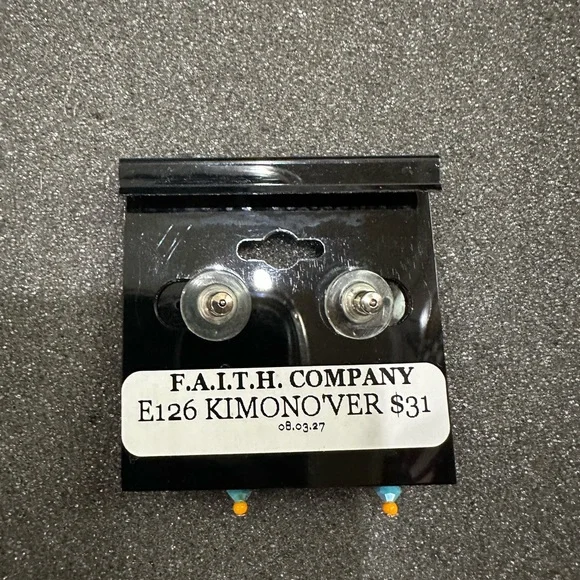 F.A.I.T.H. COMPANY
E126 KIMONO'VER $31
08.03.27